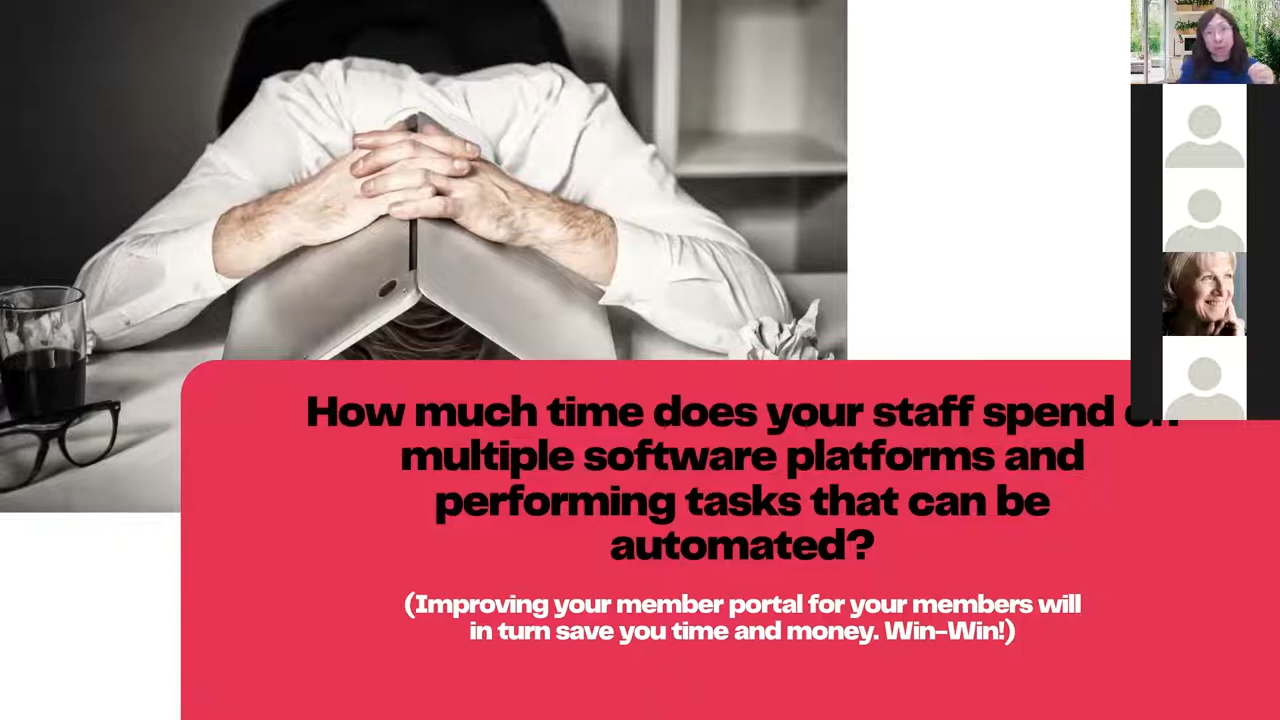 How much time does your staff spend on
multiple software platforms and
performing tasks that can be
automated?
(Improving your member portal for your members will
in turn save you time and money. Win-Win!)